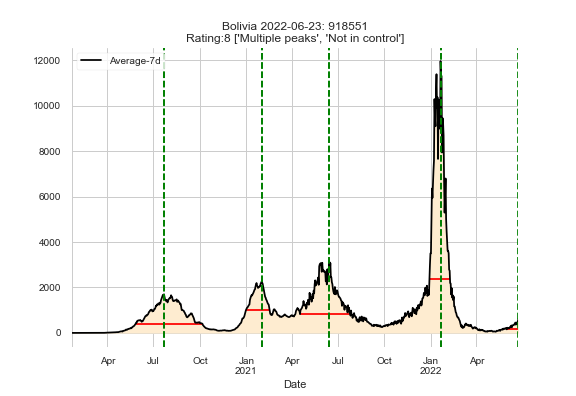 Bolivia 2022-06-23: 918551
Rating:8 ['Multiple peaks', 'Not in control']
Average-7d
12000
10000
8000
6000
4000
2000
0
Apr Jul Oct Jan Apr Jul Oct Jan Apr
2021 2022
Date